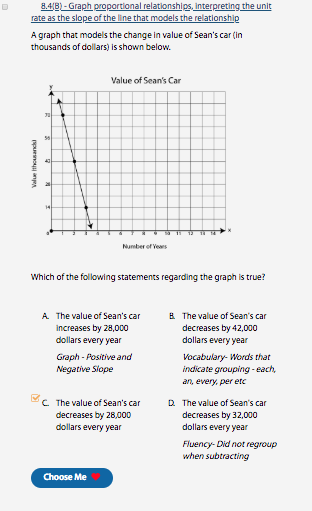 8.4(B) - Graph proportional relationships, interpreting the unit
rate as the slope of the line that models the relationship
A graph that models the change in value of Sean's car (in
thousands of dollars) is shown below.
Value of Sean's Car
y
70
56
42
28
14
Value (thousands)
0 1 2 3 4 5 6 7 8 9 10 11 12 13 14 x
Number of Years
Which of the following statements regarding the graph is true?
A. The value of Sean's car
increases by 28,000
dollars every year
Graph - Positive and
Negative Slope
B. The value of Sean's car
decreases by 42,000
dollars every year
Vocabulary- Words that
indicate grouping - each,
an, every, per etc
C. The value of Sean's car
decreases by 28,000
dollars every year
D. The value of Sean's car
decreases by 32,000
dollars every year
Fluency- Did not regroup
when subtracting
Choose Me